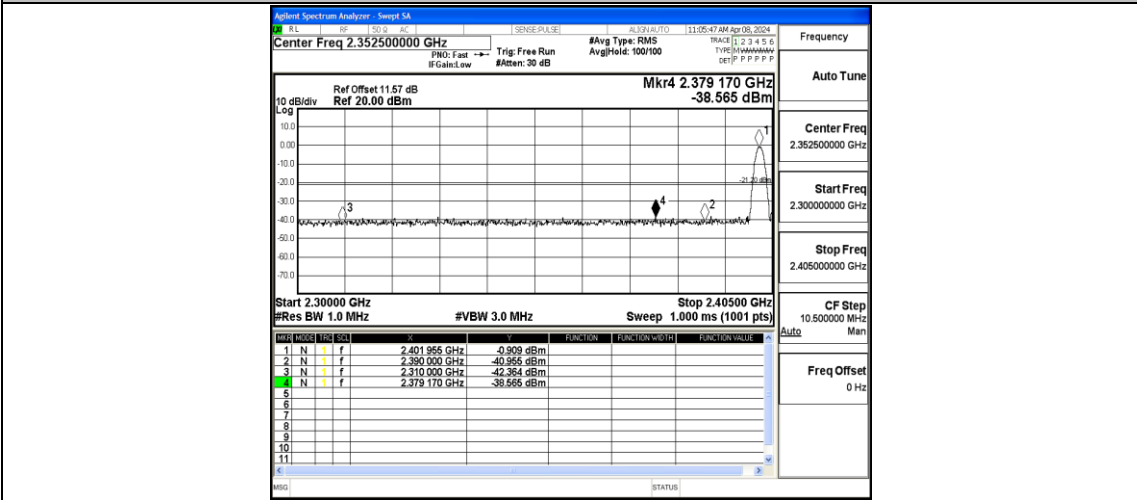 Agilent Spectrum Analyzer - Swept SA
RL RF 50 Ω AC SENSE:PULSE ALIGN AUTO 11:05:47 AM Apr 08, 2024
Center Freq 2.352500000 GHz #Avg Type: RMS TRACE 1 2 3 4 5 6
PNO: Fast Trig: Free Run Avg|Hold: 100/100 TYPE M WWWWW
IFGain:Low #Atten: 30 dB DET P P P P P P
Mkr4 2.379 170 GHz
-38.565 dBm
Ref Offset 11.57 dB
10 dB/div Ref 20.00 dBm
Log
10.0
1
0.00
-10.0
-20.0
-21.20 dBm
-30.0
3
4
2
-40.0
-50.0
-60.0
-70.0
Start 2.30000 GHz Stop 2.40500 GHz
#Res BW 1.0 MHz #VBW 3.0 MHz Sweep 1.000 ms (1001 pts)
MKR MODE TRC SCL X Y FUNCTION FUNCTION WIDTH FUNCTION VALUE
1 N 1 f 2.401 955 GHz -0.909 dBm
2 N 1 f 2.390 000 GHz -40.955 dBm
3 N 1 f 2.310 000 GHz -42.364 dBm
4 N 1 f 2.379 170 GHz -38.565 dBm
5
6
7
8
9
10
11
MSG STATUS
Frequency
Auto Tune
Center Freq
2.352500000 GHz
Start Freq
2.300000000 GHz
Stop Freq
2.405000000 GHz
CF Step
10.500000 MHz
Auto Man
Freq Offset
0 Hz